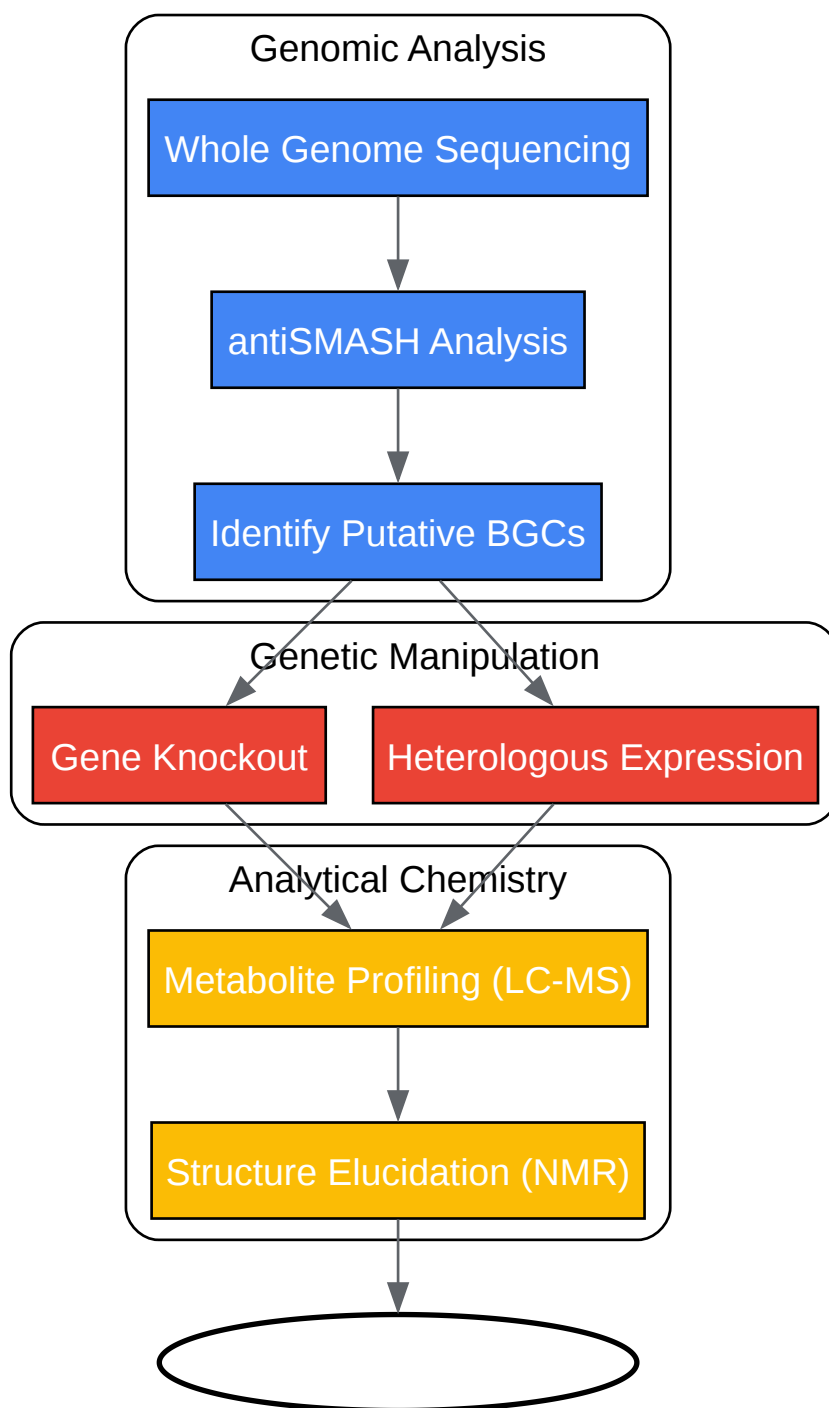 Genomic Analysis
Whole Genome Sequencing
antiSMASH Analysis
Identify Putative BGCs
Genetic Manipulation
Gene Knockout
Heterologous Expression
Analytical Chemistry
Metabolite Profiling (LC-MS)
Structure Elucidation (NMR)